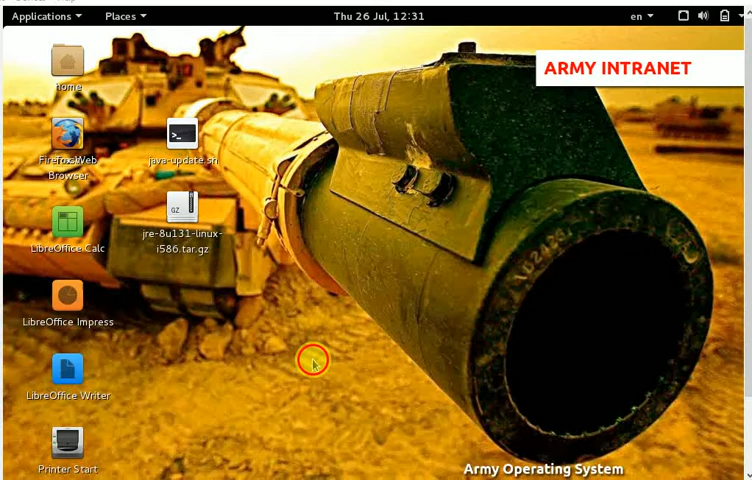 Applications Places Thu 26 Jul, 12:31 en
ARMY INTRANET
Home
Firefox Web
Browser
java-update.sh
GZ
LibreOffice Calc
jre-8u131-linux-
i586.tar.gz
LibreOffice Impress
LibreOffice Writer
Printer Start
Army Operating System